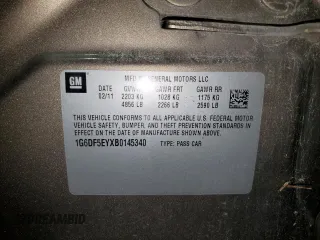 GM
MFD BY GENERAL MOTORS LLC
DATE GVWR GAWR FRT GAWR RR
02/11 2203 KG 1028 KG 1175 KG
4856 LB 2266 LB 2590 LB
THIS VEHICLE CONFORMS TO ALL APPLICABLE U.S. FEDERAL MOTOR
VEHICLE SAFETY, BUMPER, AND THEFT PREVENTION STANDARDS IN
EFFECT ON THE DATE OF MANUFACTURE SHOWN ABOVE.
1G6DF5EYXB0145340 TYPE: PASS CAR